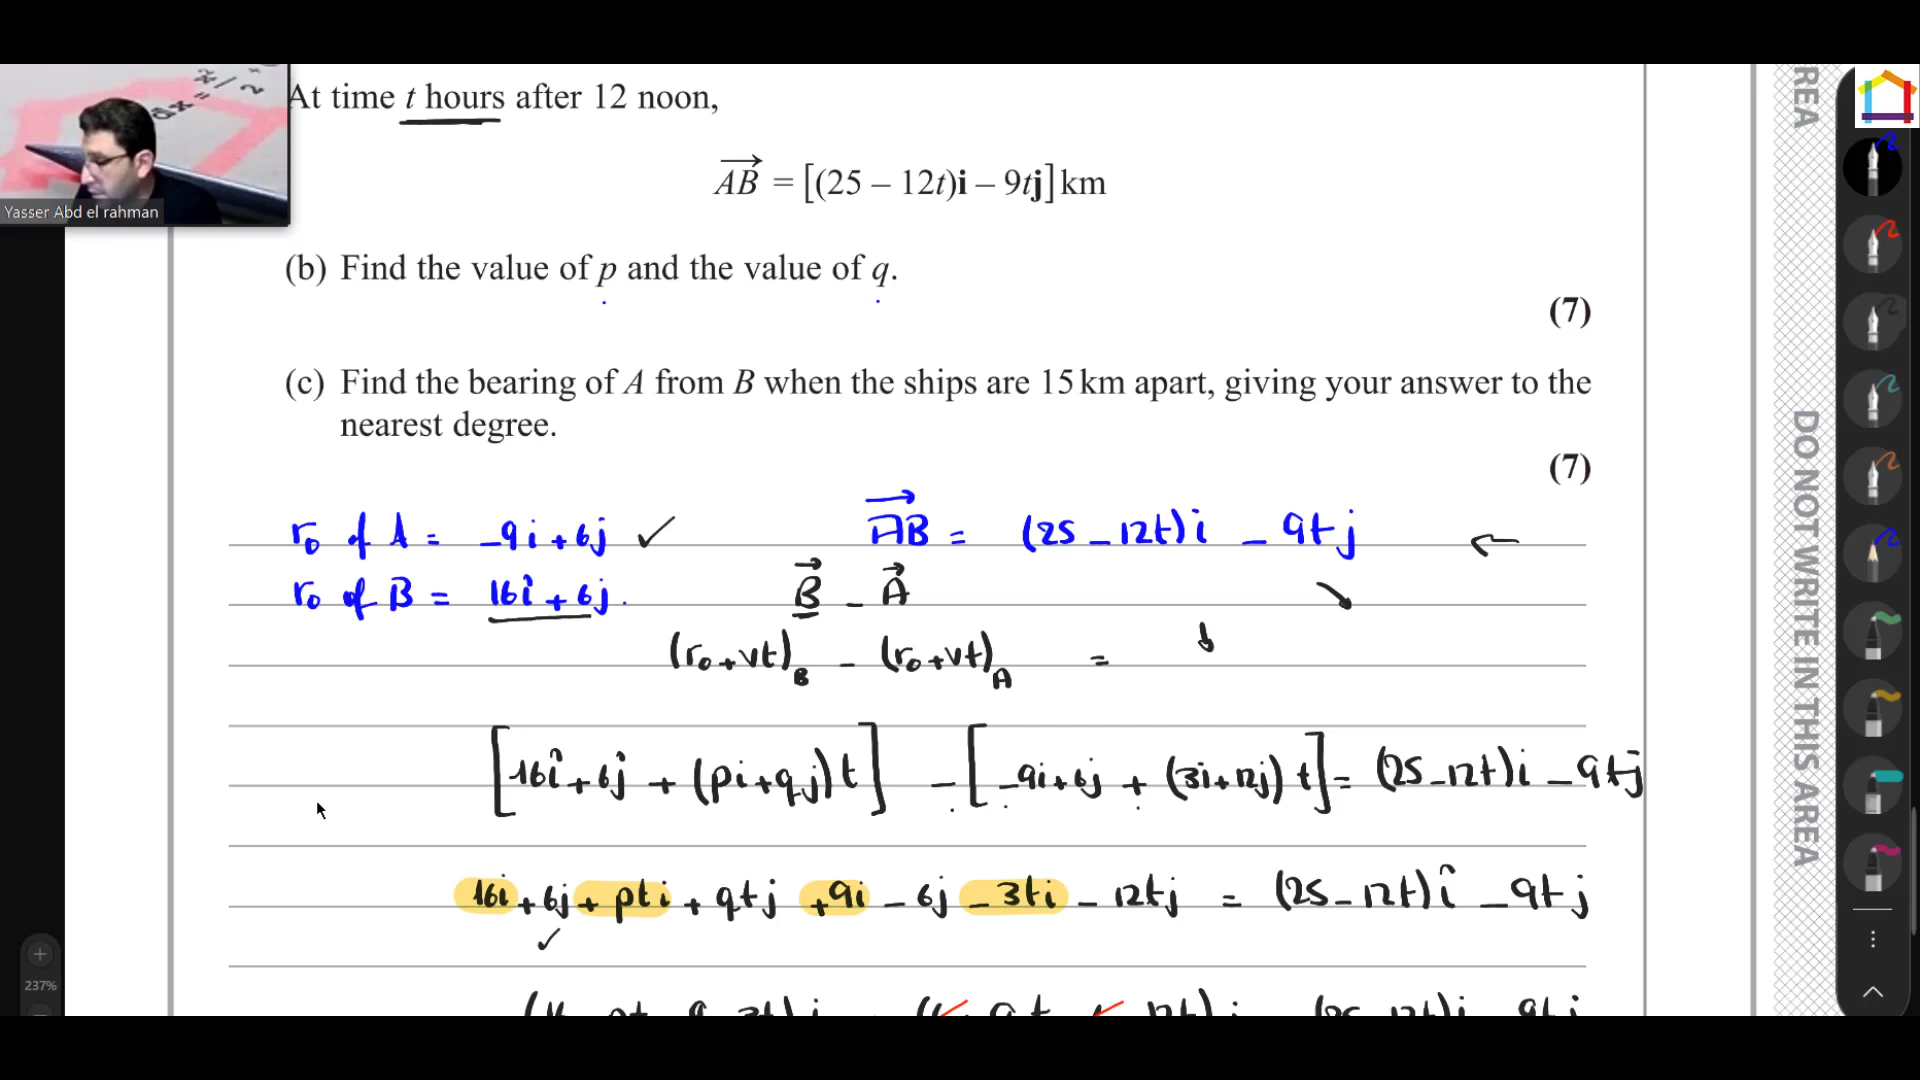 At time t hours after 12 noon,
AB = [(25 – 12t)i – 9tj] km
(b) Find the value of p and the value of q.
(7)
(c) Find the bearing of A from B when the ships are 15 km apart, giving your answer to the
nearest degree.
(7)
r₀ of A = -9i + 6j ✓
AB = (25 - 12t)i - 9tj ←
r₀ of B = 16i + 6j.
B - A
(r₀ + vt)B - (r₀ + vt)A =
[16i + 6j + (pi + qj)t] - [-9i + 6j + (3i + 12j)t] = (25 - 12t)i - 9tj
16i + 6j + pti + qtj + 9i - 6j - 3ti - 12tj = (25 - 12t)i - 9tj
✓
Yasser Abd el rahman
REA
DO NOT WRITE IN THIS AREA
237%